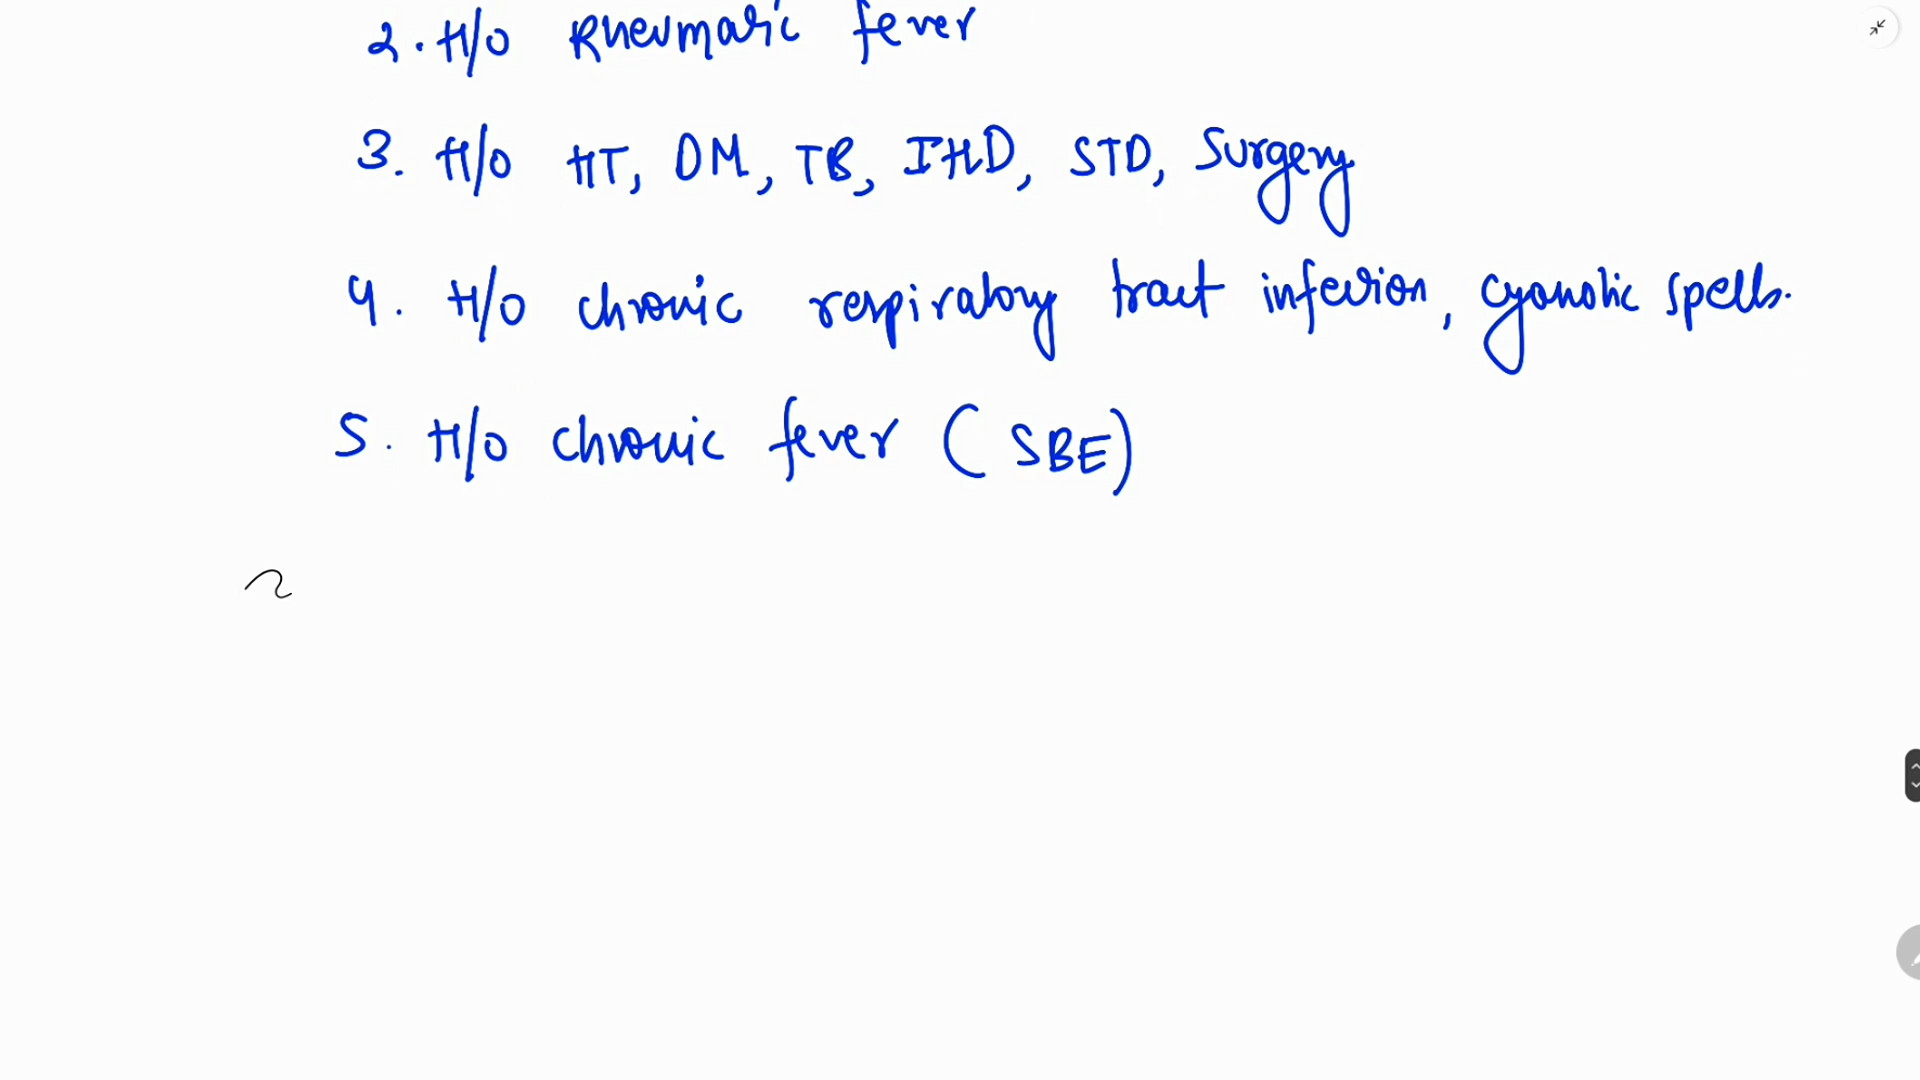 2. H/O Rheumatic fever
3. H/O HT, DM, TB, IHD, STD, Surgery
4. H/O chronic respiratory tract infection, cyanotic spells.
5. H/O chronic fever (SBE)